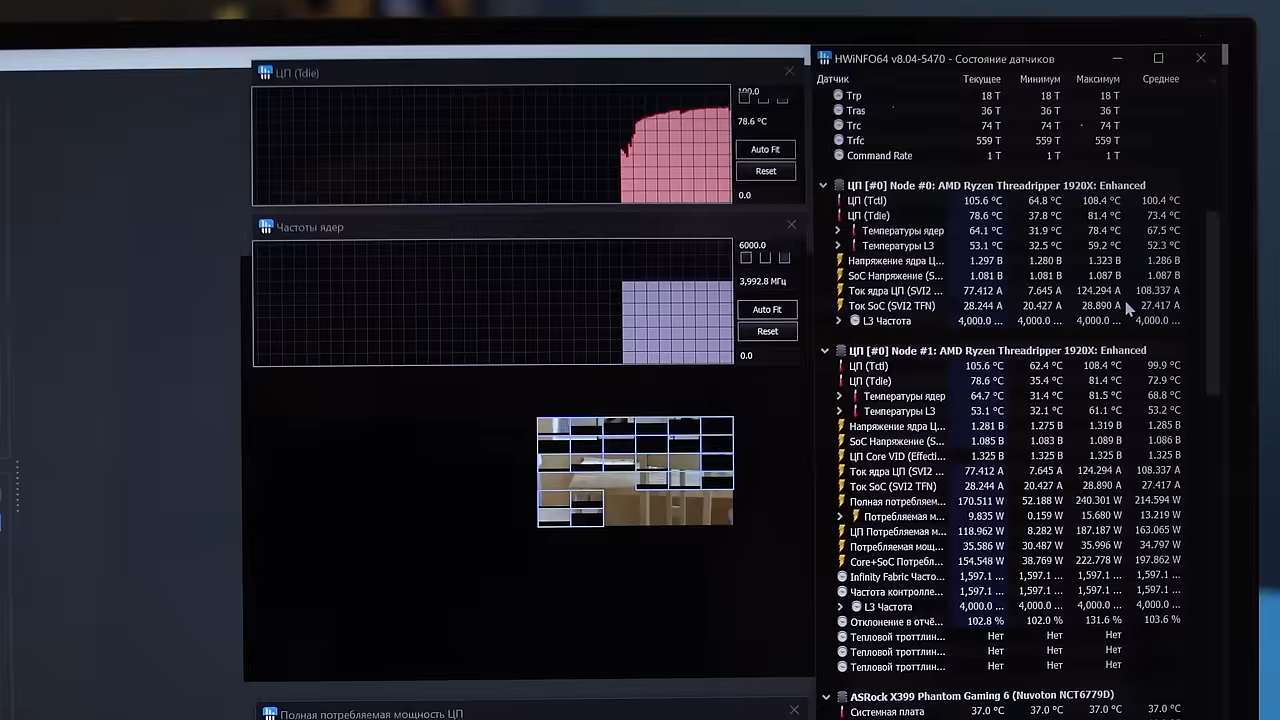 ЦП (Tdie)
100.0
78.6 °C
Auto Fit
Reset
0.0
Частоты ядер
6000.0
3,992.8 МГц
Auto Fit
Reset
0.0
Полная потребляемая мощность ЦП
HWiNFO64 v8.04-5470 - Состояние датчиков
Датчик Текущее Минимум Максимум Среднее
Trp 18 T 18 T 18 T
Tras 36 T 36 T 36 T
Trc 74 T 74 T 74 T
Trfc 559 T 559 T 559 T
Command Rate 1 T 1 T 1 T
ЦП [#0] Node #0: AMD Ryzen Threadripper 1920X: Enhanced
ЦП (Tctl) 105.6 °C 64.8 °C 108.4 °C 100.4 °C
ЦП (Tdie) 78.6 °C 37.8 °C 81.4 °C 73.4 °C
Температуры ядер 64.1 °C 31.9 °C 78.4 °C 67.5 °C
Температуры L3 53.1 °C 32.5 °C 59.2 °C 52.3 °C
Напряжение ядра Ц... 1.297 В 1.280 В 1.323 В 1.286 В
SoC Напряжение (S... 1.081 В 1.081 В 1.087 В 1.087 В
Ток ядра ЦП (SVI2 ... 77.412 A 7.645 A 124.294 A 108.337 A
Ток SoC (SVI2 TFN) 28.244 A 20.427 A 28.890 A 27.417 A
L3 Частота 4,000.0 ... 4,000.0 ... 4,000.0 ... 4,000.0 ...
ЦП [#0] Node #1: AMD Ryzen Threadripper 1920X: Enhanced
ЦП (Tctl) 105.6 °C 62.4 °C 108.4 °C 99.9 °C
ЦП (Tdie) 78.6 °C 35.4 °C 81.4 °C 72.9 °C
Температуры ядер 64.7 °C 31.4 °C 81.5 °C 68.8 °C
Температуры L3 53.1 °C 32.1 °C 61.1 °C 53.2 °C
Напряжение ядра Ц... 1.281 В 1.275 В 1.319 В 1.285 В
SoC Напряжение (S... 1.085 В 1.083 В 1.089 В 1.086 В
ЦП Core VID (Effecti... 1.325 В 1.325 В 1.325 В 1.325 В
Ток ядра ЦП (SVI2 ... 77.412 A 7.645 A 124.294 A 108.337 A
Ток SoC (SVI2 TFN) 28.244 A 20.427 A 28.890 A 27.417 A
Полная потребляем... 170.511 W 52.188 W 240.301 W 214.594 W
Потребляемая м... 9.835 W 0.159 W 15.680 W 13.219 W
ЦП Потребляемая м... 118.962 W 8.282 W 187.187 W 163.065 W
Потребляемая мощ... 35.586 W 30.487 W 35.996 W 34.797 W
Core+SoC Потребл... 154.548 W 38.769 W 222.778 W 197.862 W
Infinity Fabric Часто... 1,597.1 ... 1,597.1 ... 1,597.1 ... 1,597.1 ...
Частота контролле... 1,597.1 ... 1,597.1 ... 1,597.1 ... 1,597.1 ...
L3 Частота 4,000.0 ... 4,000.0 ... 4,000.0 ... 4,000.0 ...
Отклонение в отчё... 102.8 % 102.0 % 131.6 % 103.6 %
Тепловой троттлин... Нет Нет Нет
Тепловой троттлин... Нет Нет Нет
Тепловой троттлин... Нет Нет Нет
ASRock X399 Phantom Gaming 6 (Nuvoton NCT6779D)
Системная плата 37.0 °C 37.0 °C 37.0 °C 37.0 °C